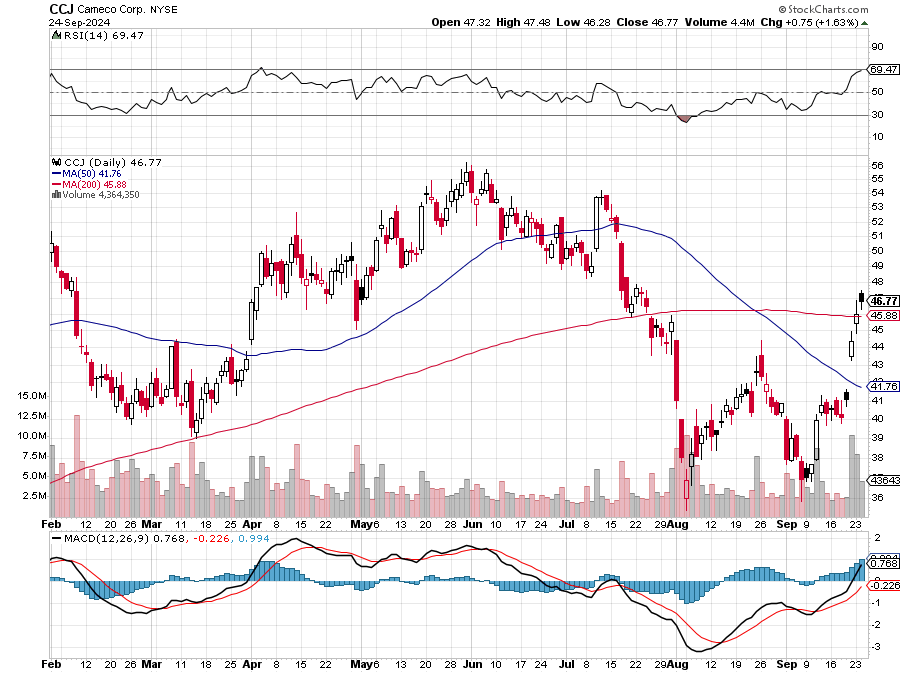 CCJ Cameco Corp. NYSE
© StockCharts.com
24-Sep-2024
Open 47.32 High 47.48 Low 46.28 Close 46.77 Volume 4.4M Chg +0.75 (+1.63%)
RSI(14) 69.47
90
69.47
50
30
10
CCJ (Daily) 46.77
MA(50) 41.76
MA(200) 45.88
Volume 4,364,350
56
55
54
53
52
51
50
49
48
46.77
45.88
45
44
43
41.76
41
40
39
38
43643
36
15.0M
12.5M
10.0M
7.5M
5.0M
2.5M
Feb 12 20 26 Mar 11 18 25 Apr 8 15 22 May 6 13 20 28 Jun 10 17 24 Jul 8 15 22 29 Aug 12 19 26 Sep 9 16 23
MACD(12,26,9) 0.768, -0.226, 0.994
2
0.994
0.768
-0.226
-1
-2
-3
Feb 12 20 26 Mar 11 18 25 Apr 8 15 22 May 6 13 20 28 Jun 10 17 24 Jul 8 15 22 29 Aug 12 19 26 Sep 9 16 23